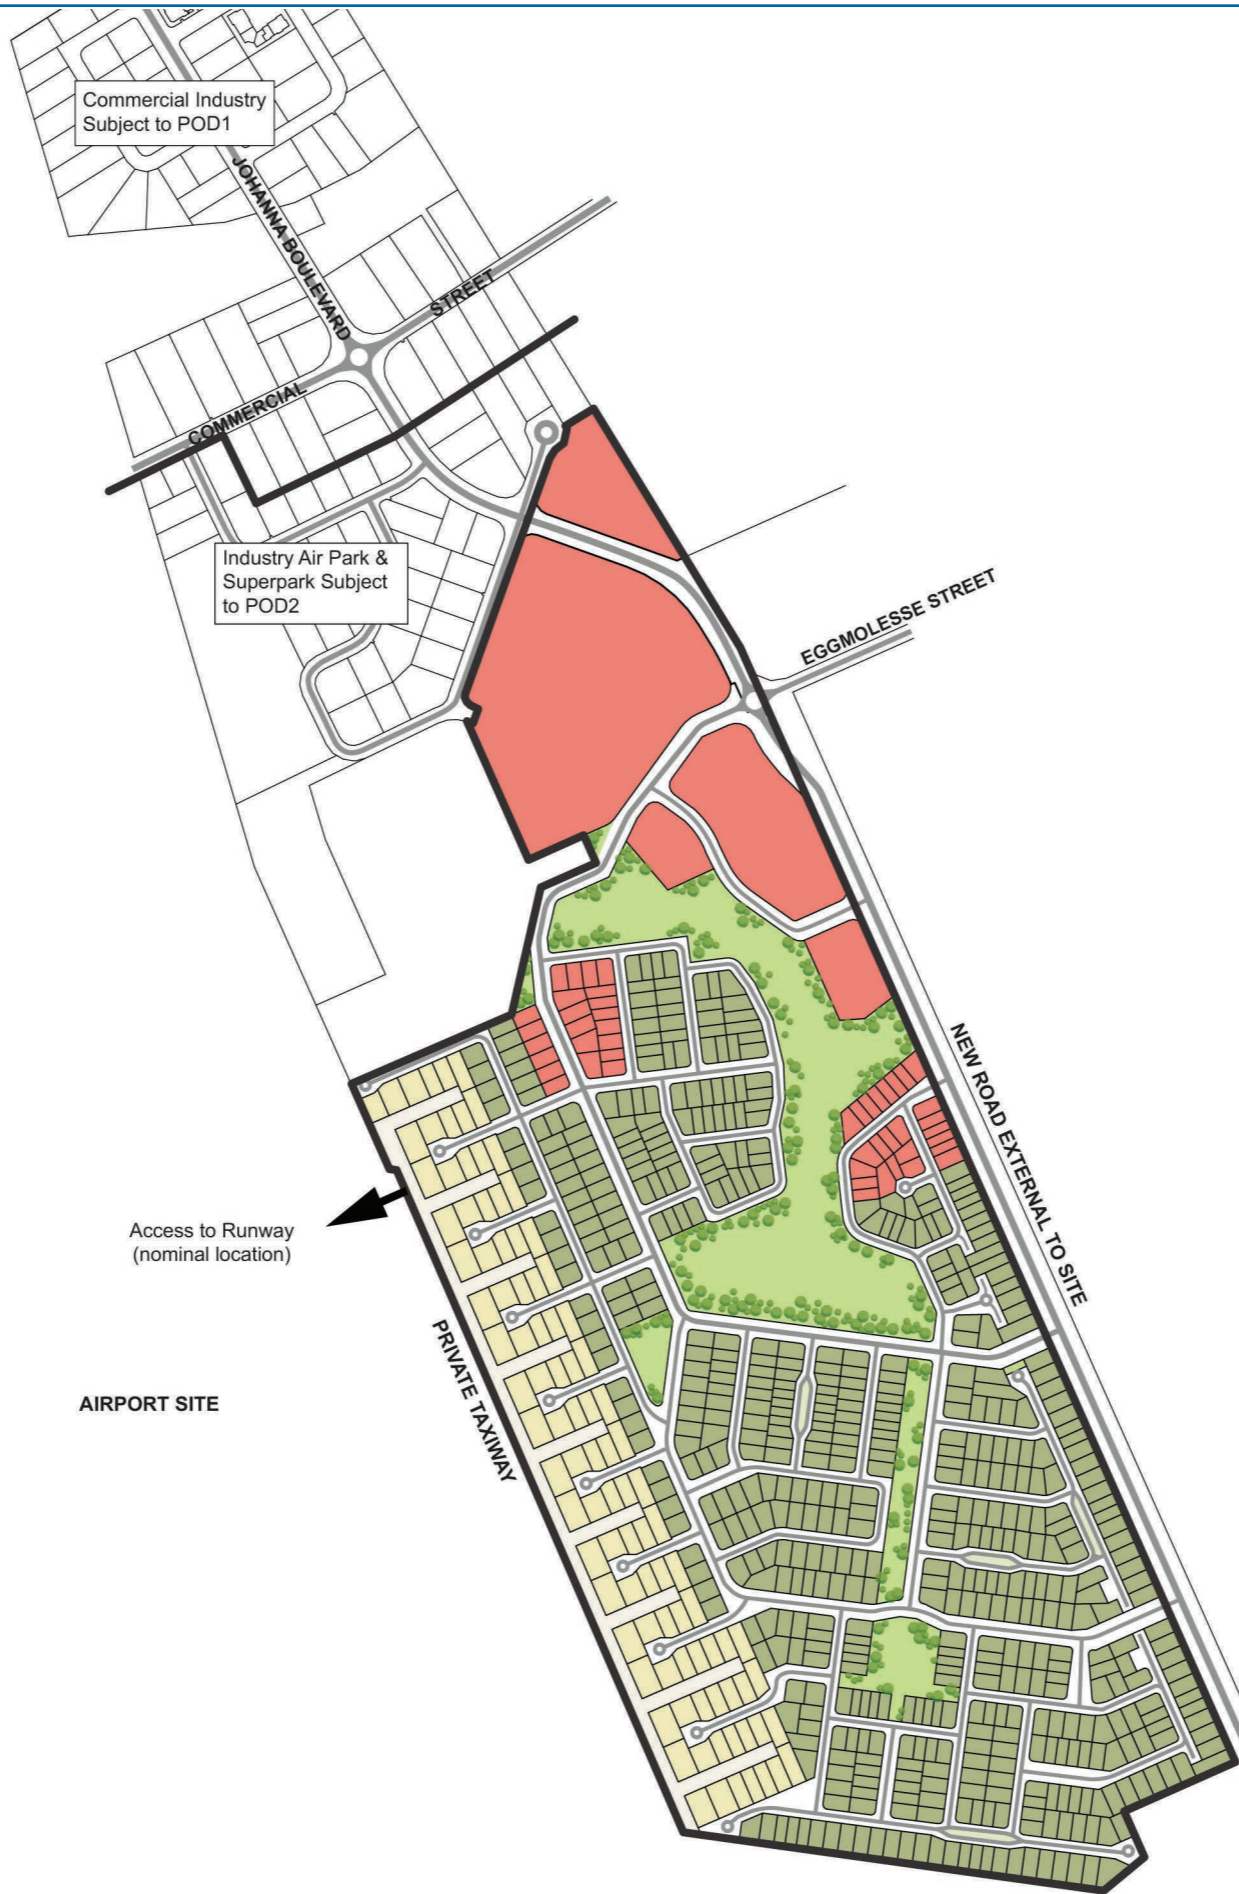 Commercial Industry
Subject to POD1
JOHANNA BOULEVARD
COMMERCIAL STREET
Industry Air Park &
Superpark Subject
to POD2
EGGMOLESSE STREET
NEW ROAD EXTERNAL TO SITE
Access to Runway
(nominal location)
PRIVATE TAXIWAY
AIRPORT SITE